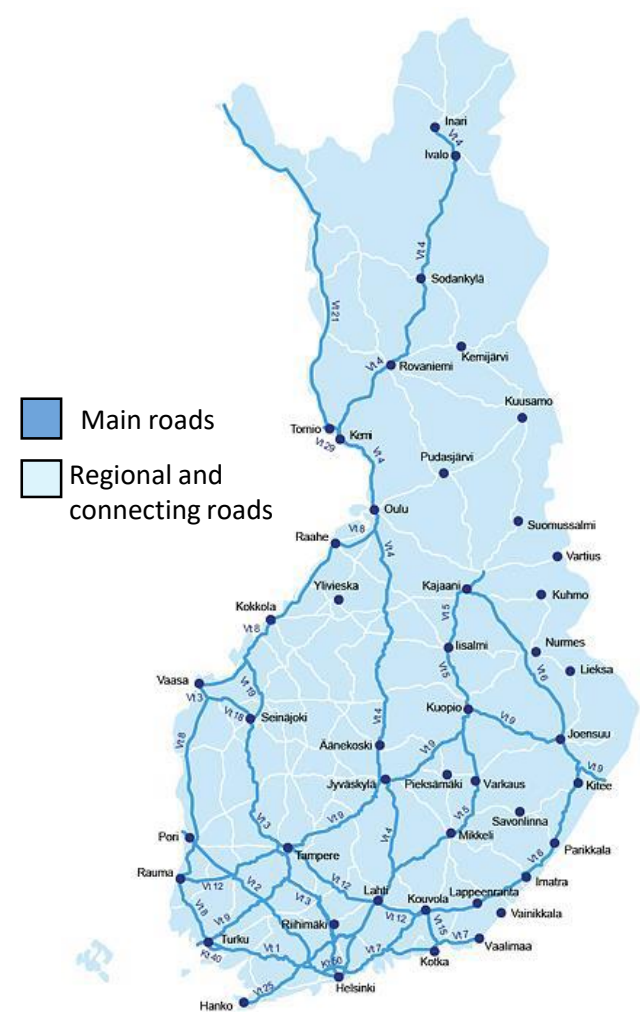 Inari
Vt 4
Ivalo
Vt 4
Sodankylä
Vt 21
Kemijärvi
Vt 4
Rovaniemi
Kuusamo
Main roads
Tornio
Kemi
Vt 29
Vt 4
Pudasjärvi
Regional and
connecting roads
Oulu
Suomussalmi
Vt 8
Raahe
Vt 4
Vartius
Ylivieska
Kajaani
Kuhmo
Kokkola
Vt 5
Vt 8
Iisalmi
Nurmes
Vt 6
Lieksa
Vt 5
Vaasa
Vt 3
Vt 19
Kuopio
Vt 18
Seinäjoki
Vt 4
Vt 9
Joensuu
Vt 8
Äänekoski
Vt 9
Vt 9
Jyväskylä
Pieksämäki
Varkaus
Kitee
Savonlinna
Vt 5
Vt 3
Vt 9
Mikkeli
Pori
Vt 4
Parikkala
Tampere
Vt 6
Rauma
Imatra
Vt 12
Vt 2
Vt 12
Lahti
Kouvola
Lappeenranta
Vt 3
Vt 8
Vt 9
Riihimäki
Vt 12
Vainikkala
Vt 15
Turku
Vt 1
Vt 7
Vt 7
Vaalimaa
Kt 40
Kt 50
Kotka
Helsinki
Vt 25
Hanko